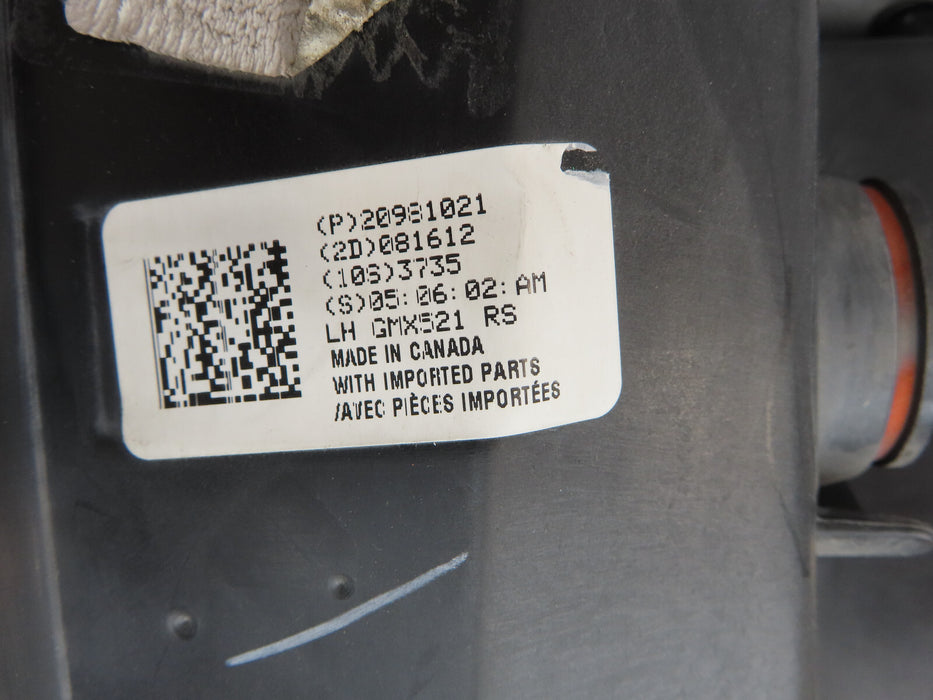 (P)20981021
(2D)081612
(10S)3735
(S)05:06:02:AM
LH GMX521 RS
MADE IN CANADA
WITH IMPORTED PARTS
/AVEC PIÈCES IMPORTÉES